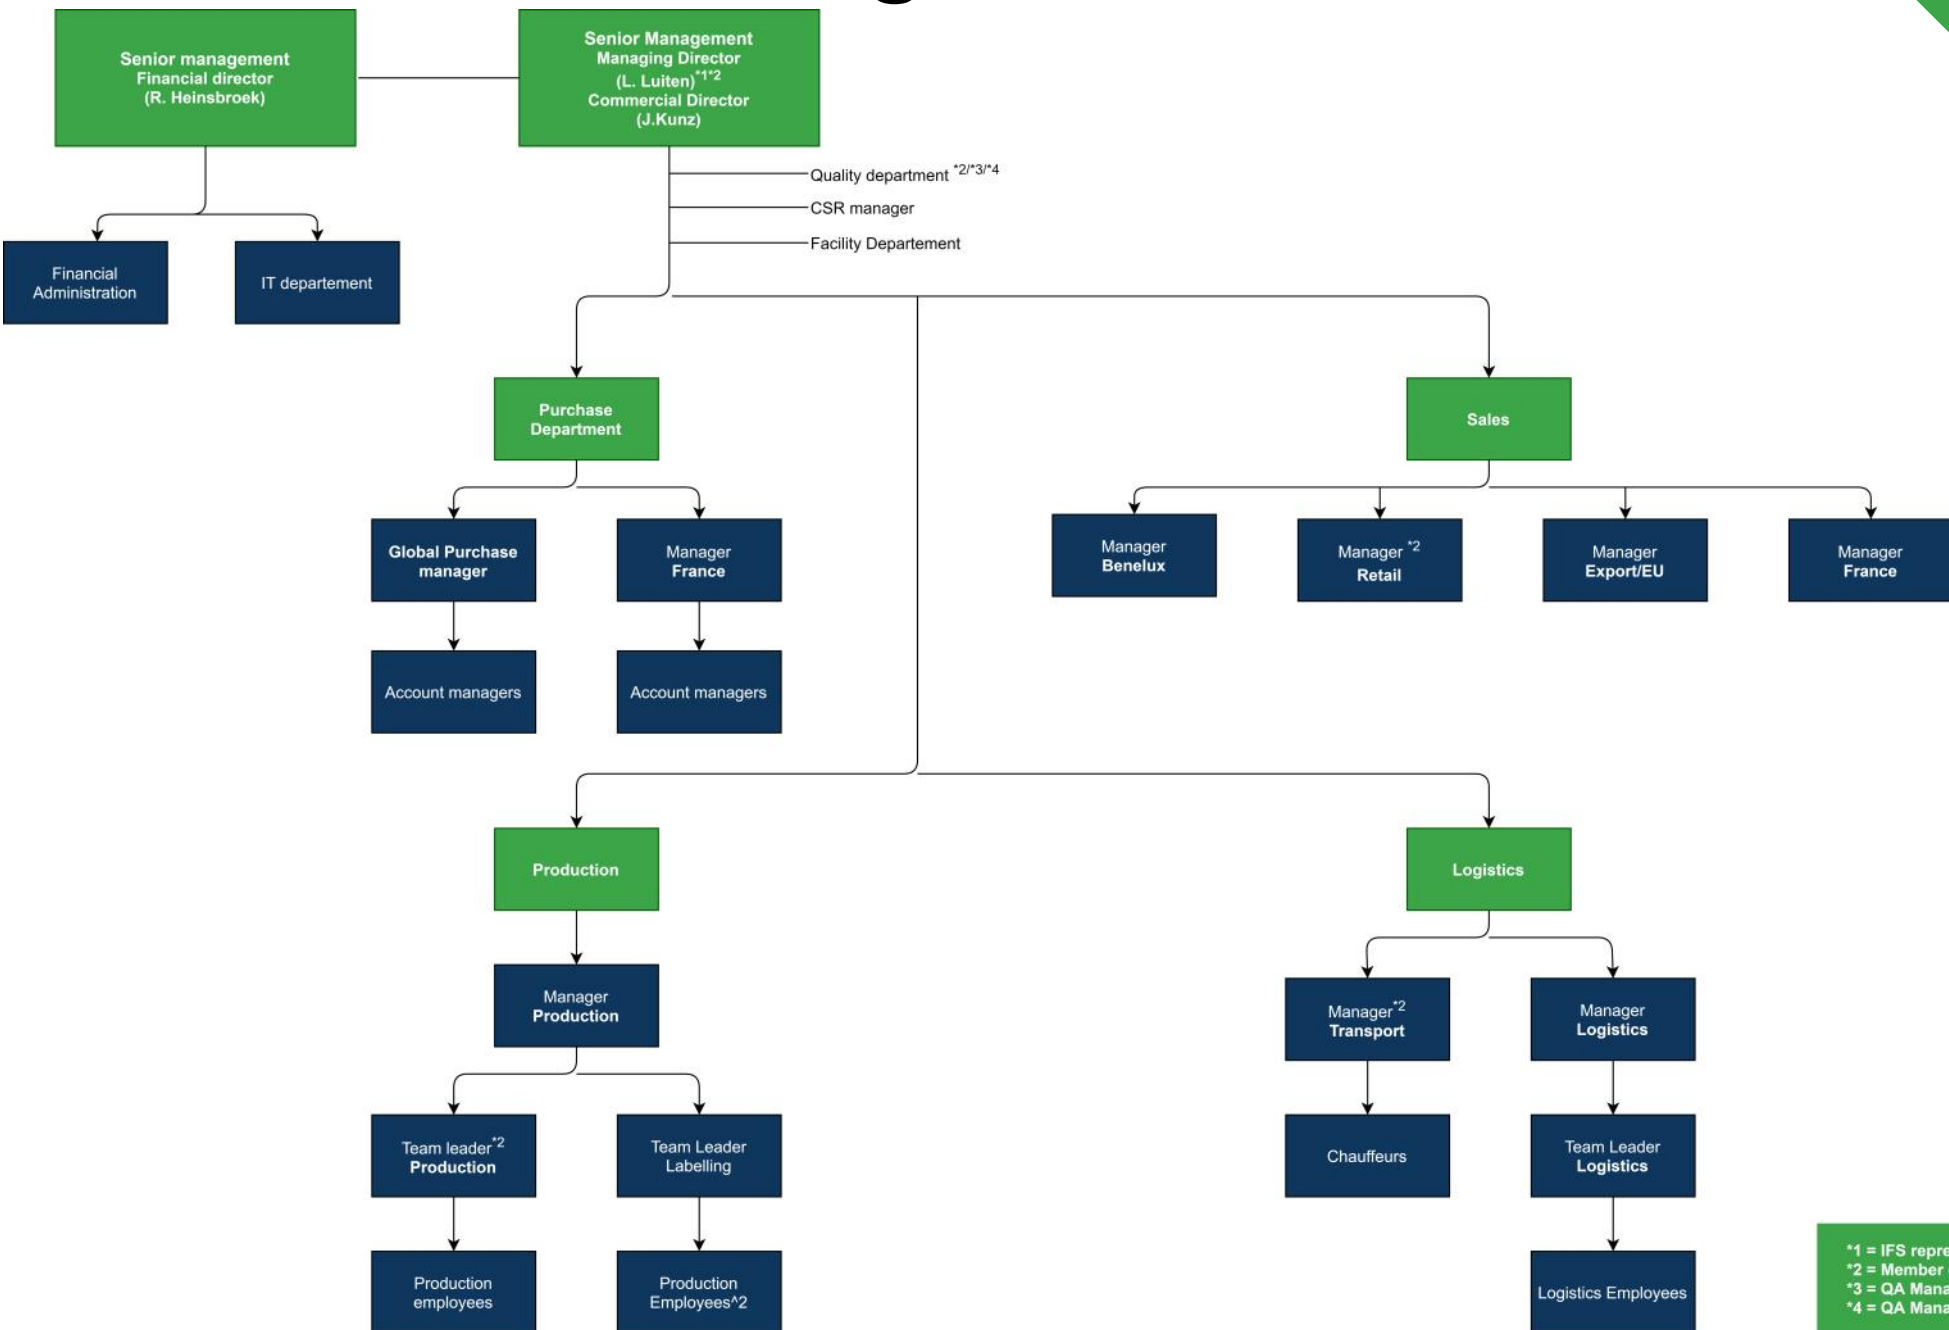 Senior management
Financial director
(R. Heinsbroek)
Senior Management
Managing Director
(L. Luiten)*1*2
Commercial Director
(J.Kunz)
Quality department *2/*3/*4
CSR manager
Facility Departement
Financial
Administration
IT departement
Purchase
Department
Sales
Global Purchase
manager
Manager
France
Manager
Benelux
Manager *2
Retail
Manager
Export/EU
Manager
France
Account managers
Account managers
Production
Logistics
Manager
Production
Manager*2
Transport
Manager
Logistics
Team leader*2
Production
Team Leader
Labelling
Chauffeurs
Team Leader
Logistics
Production
employees
Production
Employees^2
Logistics Employees
*1 = IFS
*2 = Member
*3 = QA
*4 = QA